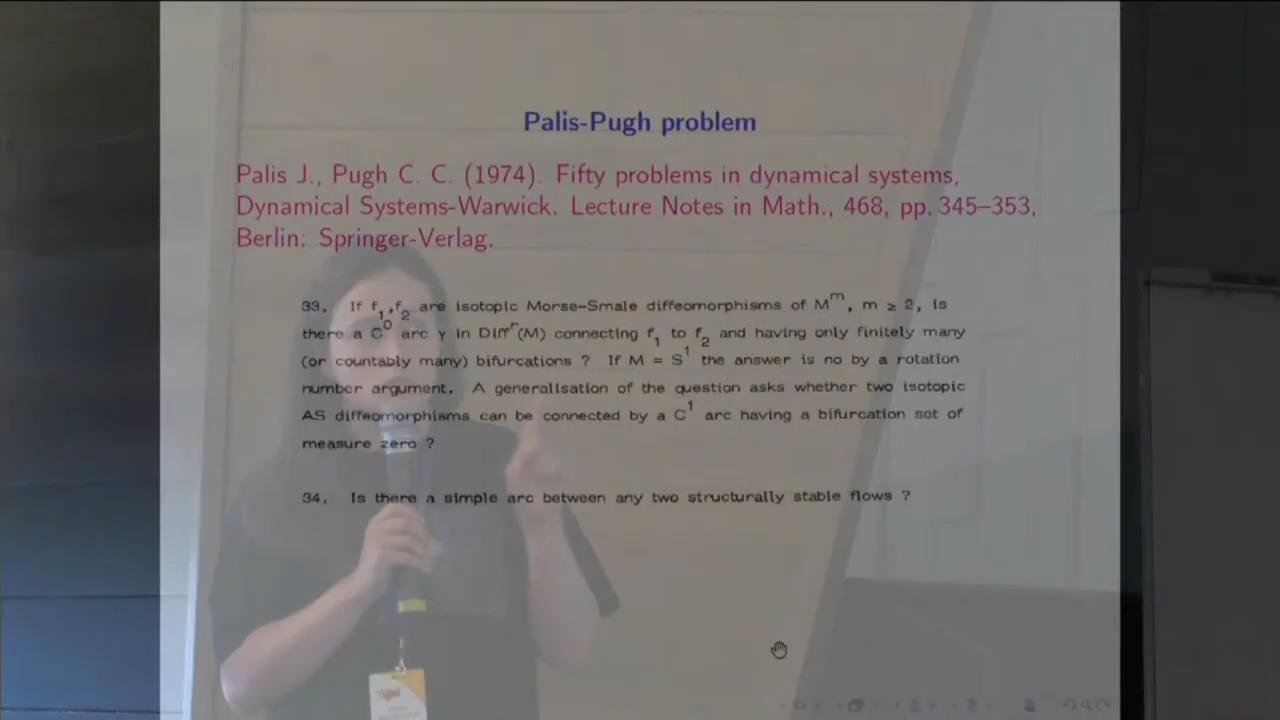 Palis-Pugh problem
Palis J., Pugh C. C. (1974). Fifty problems in dynamical systems,
Dynamical Systems-Warwick. Lecture Notes in Math., 468, pp. 345–353,
Berlin: Springer-Verlag.
33. If f₁,f₂ are isotopic Morse-Smale diffeomorphisms of Mᵐ, m ≥ 2, is
there a C⁰ arc γ in Diffʳ(M) connecting f₁ to f₂ and having only finitely many
(or countably many) bifurcations ? If M = S¹ the answer is no by a rotation
number argument. A generalisation of the question asks whether two isotopic
AS diffeomorphisms can be connected by a C¹ arc having a bifurcation set of
measure zero ?
34. Is there a simple arc between any two structurally stable flows ?